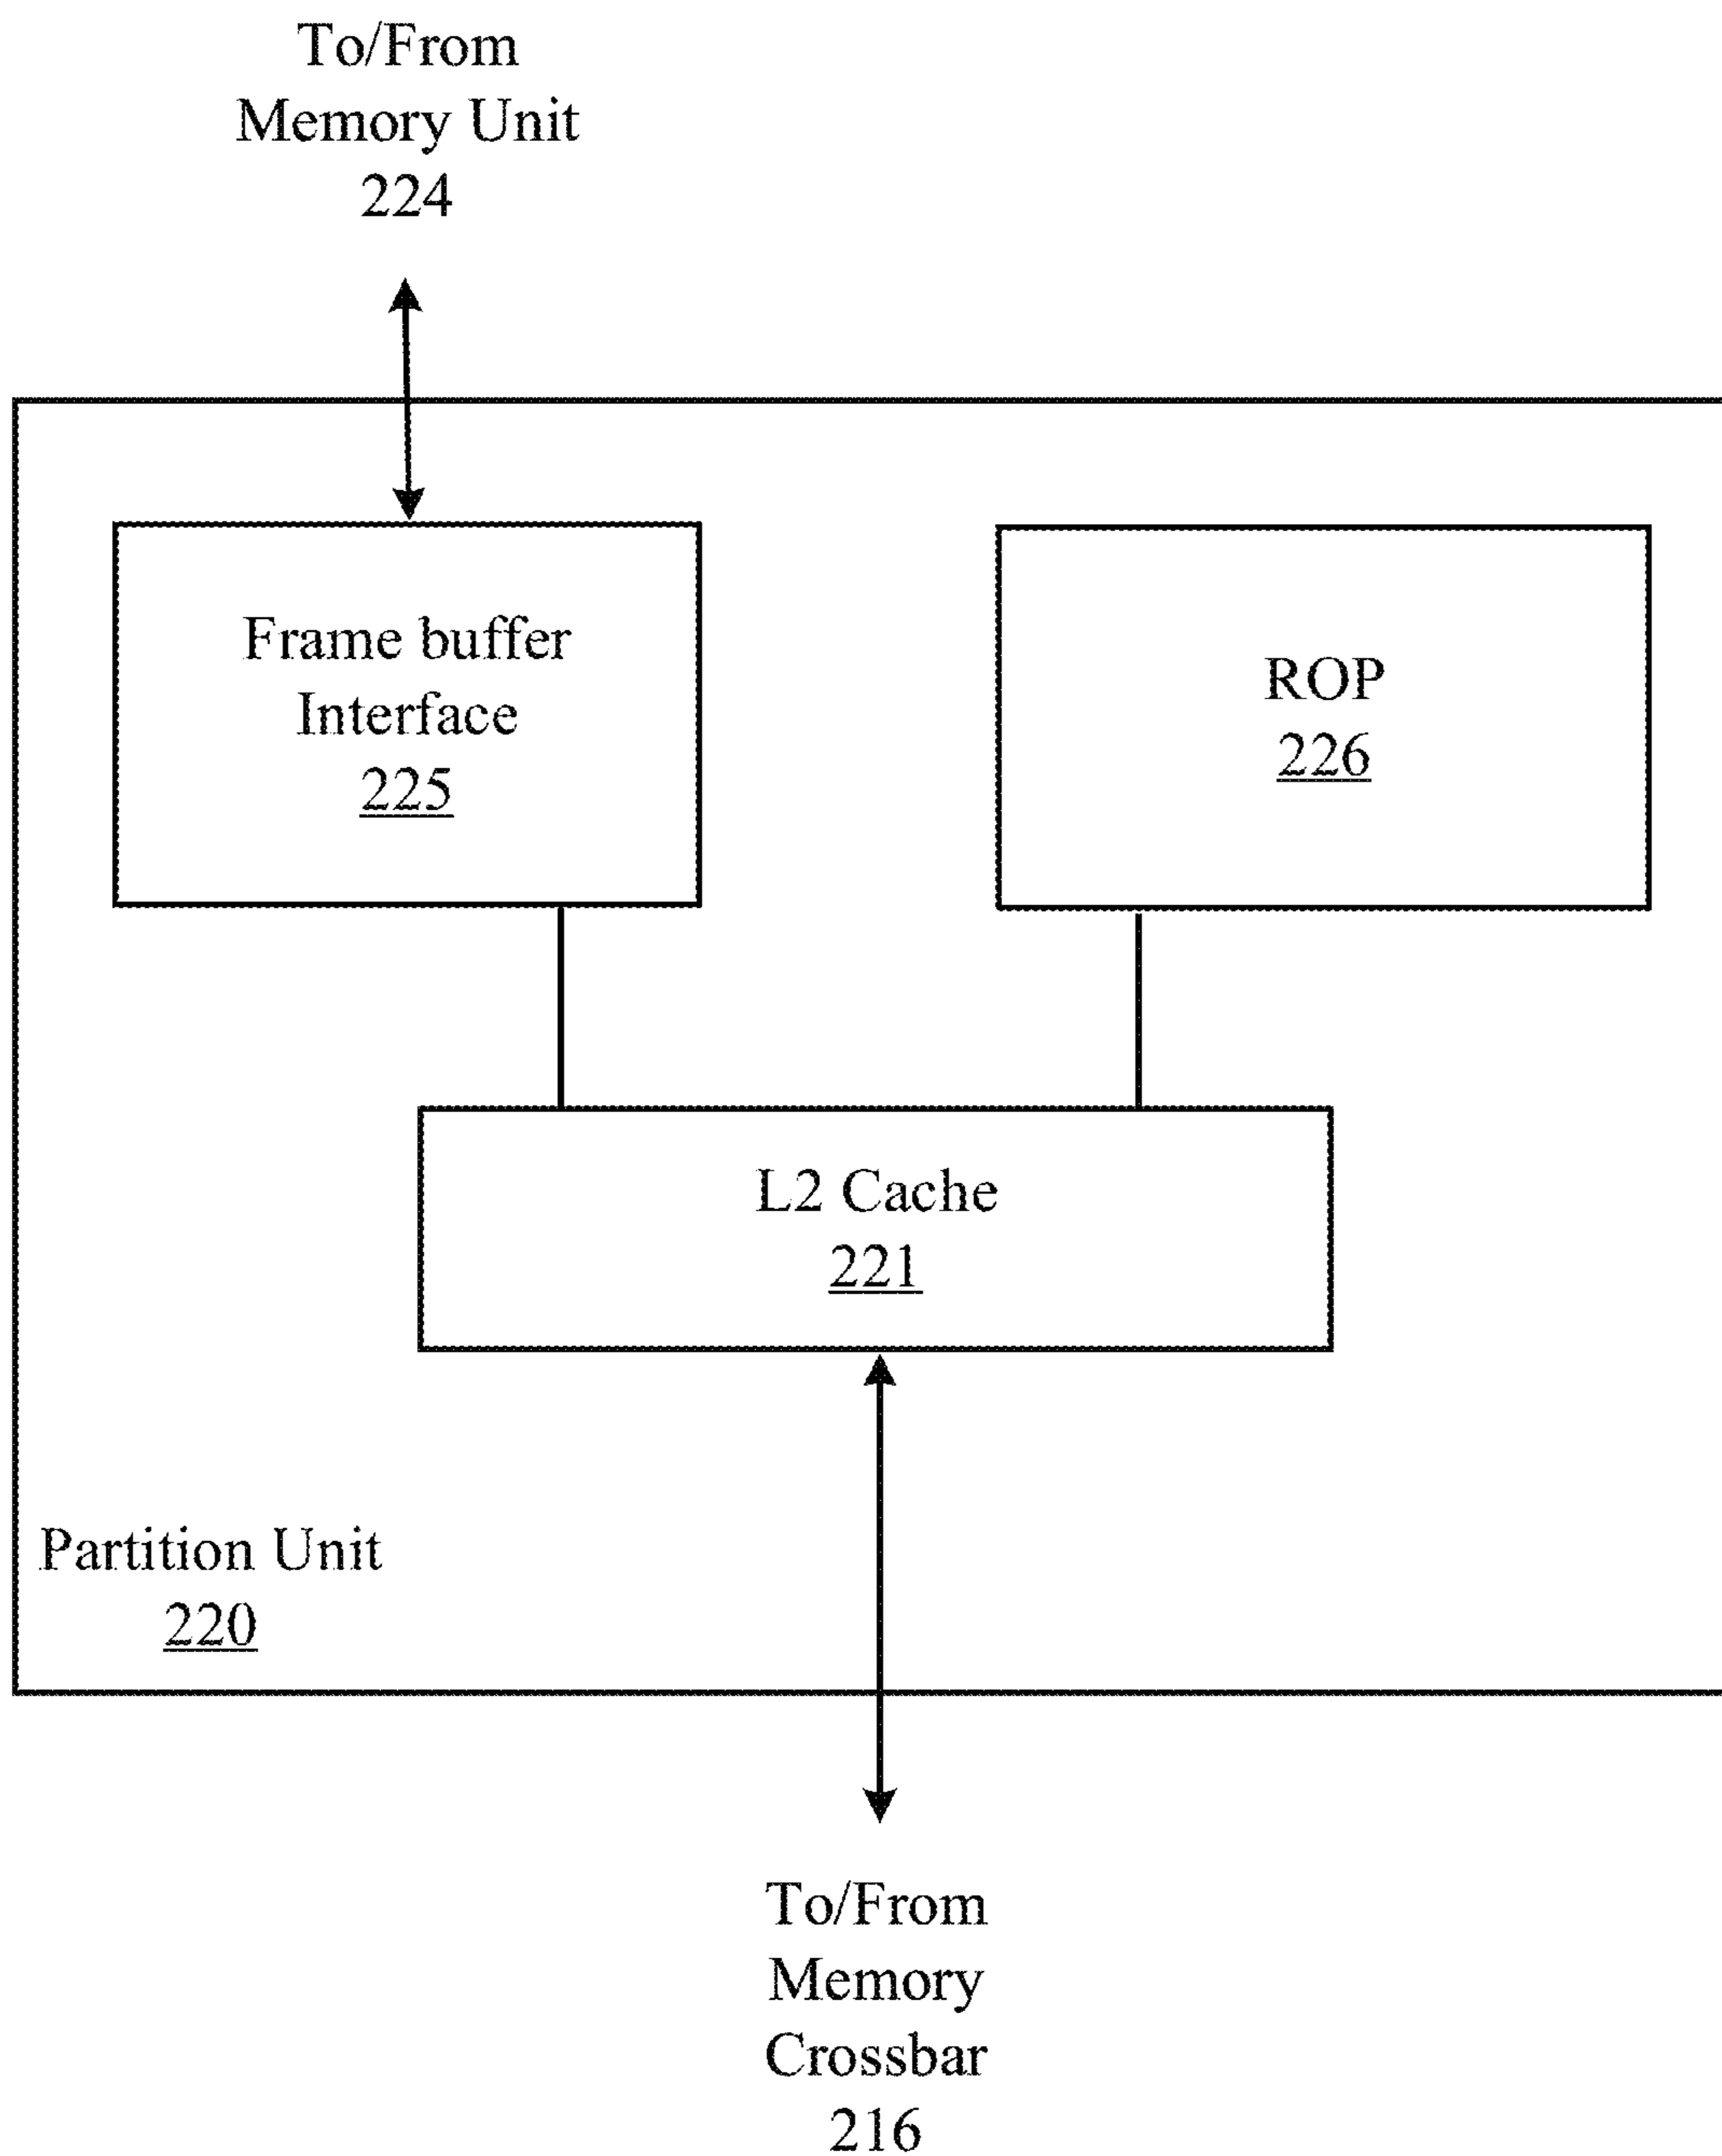 To/From
Memory Unit
224
Frame buffer
Interface
225
ROP
226
L2 Cache
221
Partition Unit
220
To/From
Memory
Crossbar
216